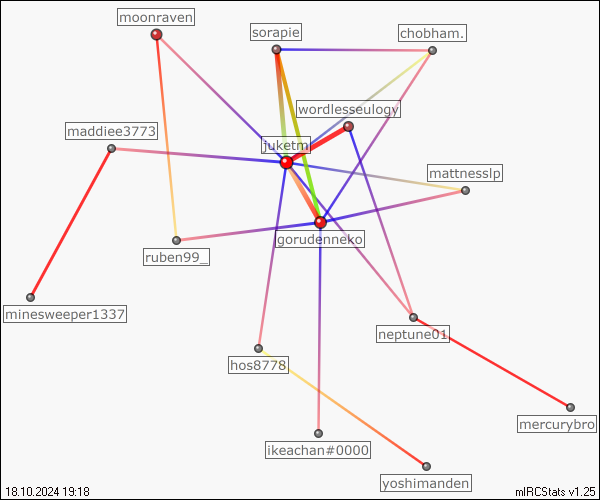 moonraven
sorapie
chobham.
wordlesseulogy
maddiee3773
juketm
mattnesslp
gorudenneko
ruben99_
minesweeper1337
neptune01
hos8778
mercurybro
ikeachan#0000
yoshimanden
18.10.2024 19:18
mIRCStats v1.25